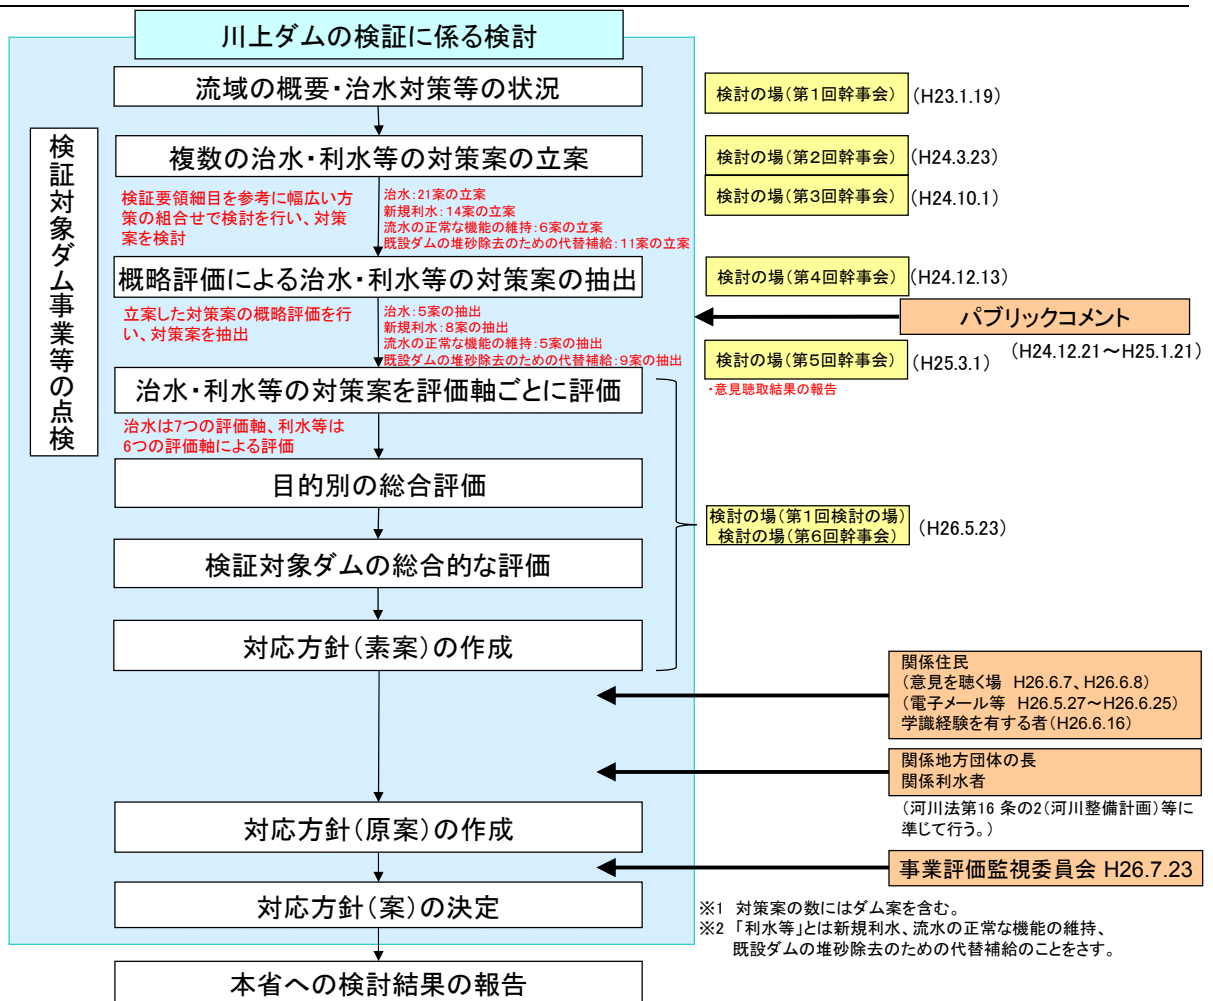 川上ダムの検証に係る検討
流域の概要・治水対策等の状況
検討の場(第1回幹事会)
(H23.1.19)
検証対象ダム事業等の点検
複数の治水・利水等の対策案の立案
検討の場(第2回幹事会)
(H24.3.23)
検討の場(第3回幹事会)
(H24.10.1)
検証要領細目を参考に幅広い方
策の組合せで検討を行い、対策
案を検討
治水:21案の立案
新規利水:14案の立案
流水の正常な機能の維持:6案の立案
既設ダムの堆砂除去のための代替補給:11案の立案
概略評価による治水・利水等の対策案の抽出
検討の場(第4回幹事会)
(H24.12.13)
立案した対策案の概略評価を行
い、対策案を抽出
治水:5案の抽出
新規利水:8案の抽出
流水の正常な機能の維持:5案の抽出
既設ダムの堆砂除去のための代替補給:9案の抽出
パブリックコメント
(H24.12.21～H25.1.21)
検討の場(第5回幹事会)
(H25.3.1)
・意見聴取結果の報告
治水・利水等の対策案を評価軸ごとに評価
治水は7つの評価軸、利水等は
6つの評価軸による評価
目的別の総合評価
検討の場(第1回検討の場)
検討の場(第6回幹事会)
(H26.5.23)
検証対象ダムの総合的な評価
対応方針(素案)の作成
関係住民
(意見を聴く場 H26.6.7、H26.6.8)
(電子メール等 H26.5.27～H26.6.25)
学識経験を有する者(H26.6.16)
関係地方団体の長
関係利水者
(河川法第16 条の2(河川整備計画)等に
準じて行う。)
対応方針(原案)の作成
事業評価監視委員会 H26.7.23
対応方針(案)の決定
※1 対策案の数にはダム案を含む。
※2 「利水等」とは新規利水、流水の正常な機能の維持、
既設ダムの堆砂除去のための代替補給のことをさす。
本省への検討結果の報告